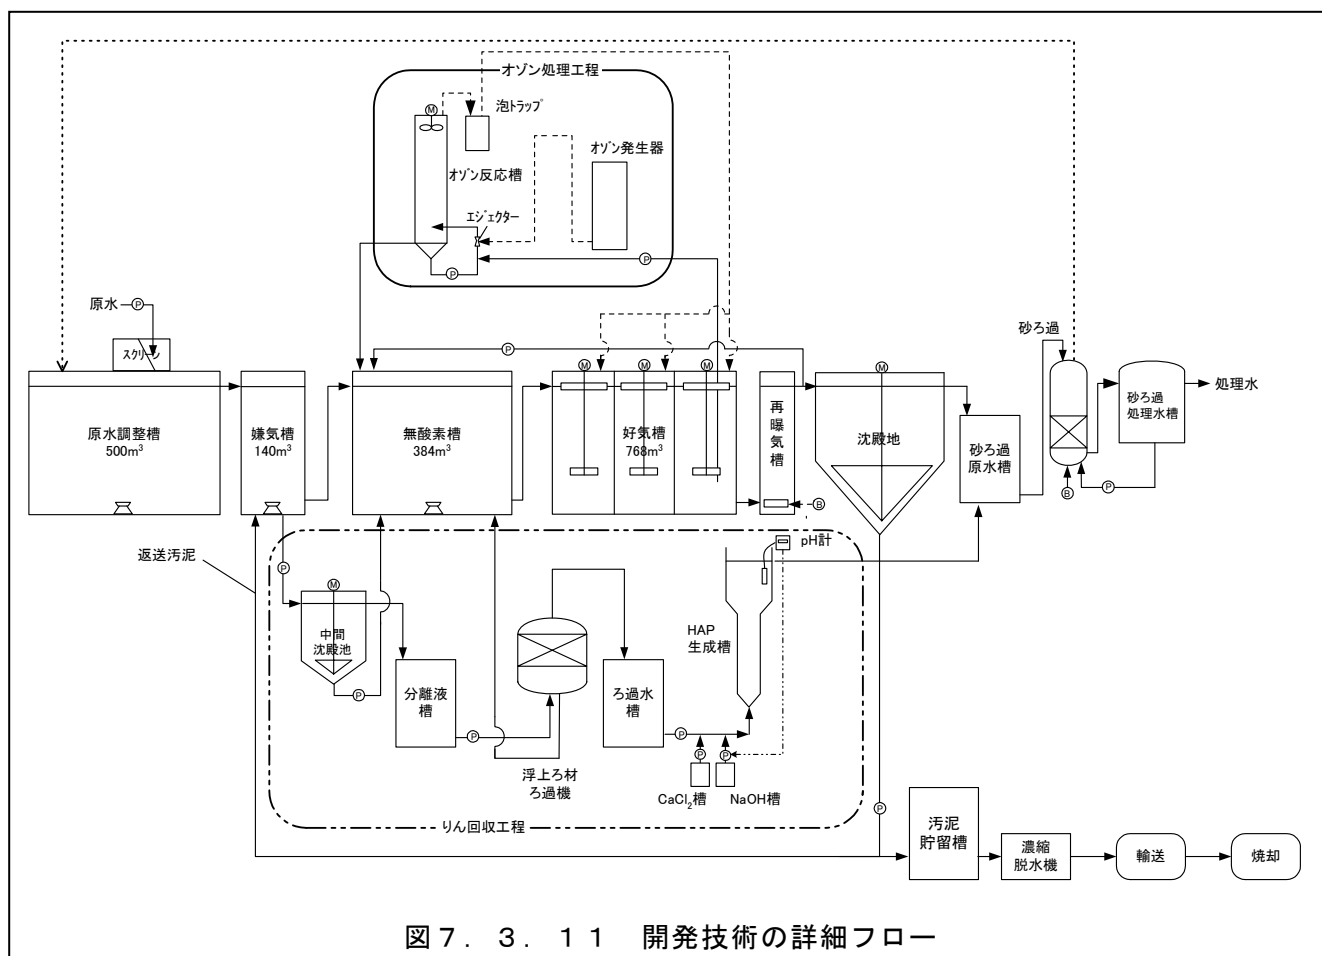 オゾン処理工程
M
泡トラップ
オゾン発生器
オゾン反応槽
エジェクター
P
P
原水
P
スクリーン
砂ろ過
P
M
M
M
M
原水調整槽
500m³
嫌気槽
140m³
無酸素槽
384m³
好気槽
768m³
再
曝
気
槽
B
沈殿地
砂ろ過
原水槽
砂ろ過
処理水槽
処理水
B
P
返送汚泥
P
M
中間
沈殿池
P
分離液
槽
P
浮上ろ材
ろ過機
ろ過水
槽
P
HAP
生成槽
pH計
P
P
CaCl₂槽
NaOH槽
りん回収工程
P
汚泥
貯留槽
濃縮
脱水機
輸送
焼却
図7.3.11 開発技術の詳細フロー